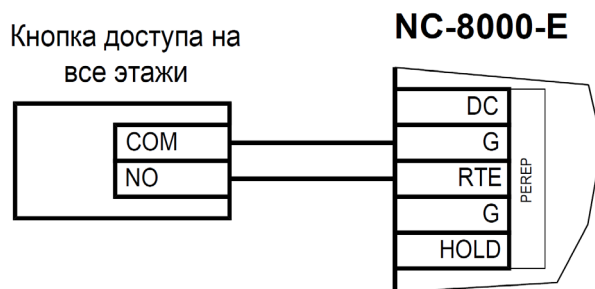 Кнопка доступа на
все этажи
NC-8000-E
COM
NO
DC
G
RTE
G
HOLD
PEREP